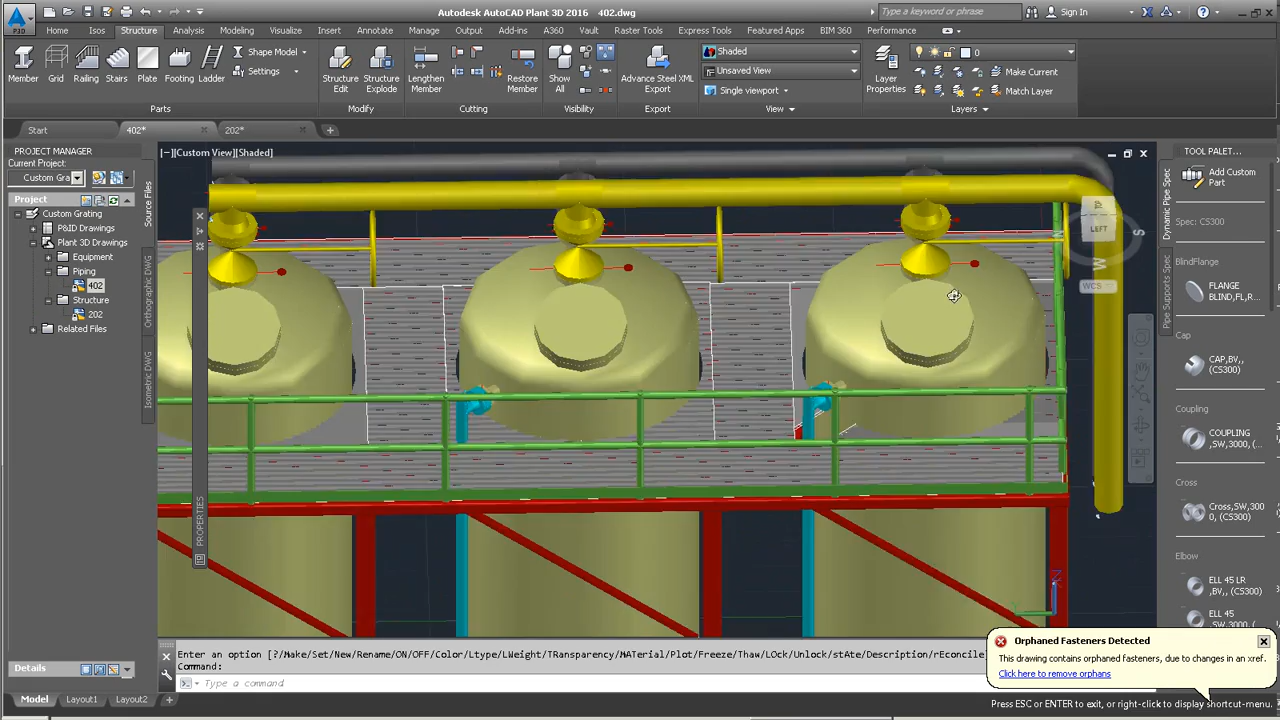 Autodesk AutoCAD Plant 3D 2016 402.dwg
Type a keyword or phrase
Sign In
P3D
Home Isos Structure Analysis Modeling Visualize Insert Annotate Manage Output Add-ins A360 Vault Raster Tools Express Tools Featured Apps BIM 360 Performance
Member Grid Railing Stairs Plate Footing Ladder
Shape Model
Settings
Parts
Structure Edit
Structure Explode
Modify
Lengthen Member
Restore Member
Cutting
Show All
Visibility
Advance Steel XML Export
Export
Shaded
Unsaved View
Single viewport
View
Layer Properties
0
Make Current
Match Layer
Layers
Start
402*
202*
PROJECT MANAGER
Current Project:
Custom Gra
Project
Custom Grating
P&ID Drawings
Plant 3D Drawings
Equipment
Piping
402
Structure
202
Related Files
Details
Source Files
Orthographic DWG
Isometric DWG
PROPERTIES
[−][Custom View][Shaded]
LEFT
S
WCS
TOOL PALET...
Add Custom Part
Spec: CS300
BlindFlange
FLANGE
BLIND,FL,R...
Cap
CAP,BV,,
(CS300)
Coupling
COUPLING
,SW,3000, (C...
Cross
Cross,SW,300
0, (CS300)
Elbow
ELL 45 LR
,BV,, (CS300)
ELL 45
Dynamic Pipe Spec
Pipe Supports Spec
Enter an option [?/Make/Set/New/Rename/ON/OFF/Color/Ltype/LWeight/TRansparency/MATerial/Plot/Freeze/Thaw/LOck/Unlock/stAte/Description/rEconcile
Command:
Type a command
Orphaned Fasteners Detected
This drawing contains orphaned fasteners, due to changes in an xref.
Click here to remove orphans
Model Layout1 Layout2
Press ESC or ENTER to exit, or right-click to display shortcut-menu.